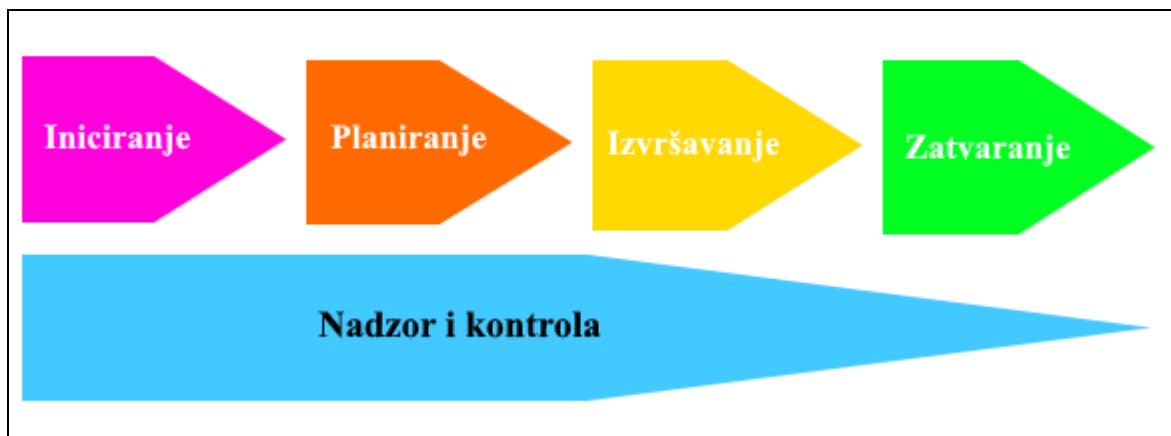 Iniciranje
Planiranje
Izvršavanje
Zatvaranje
Nadzor i kontrola